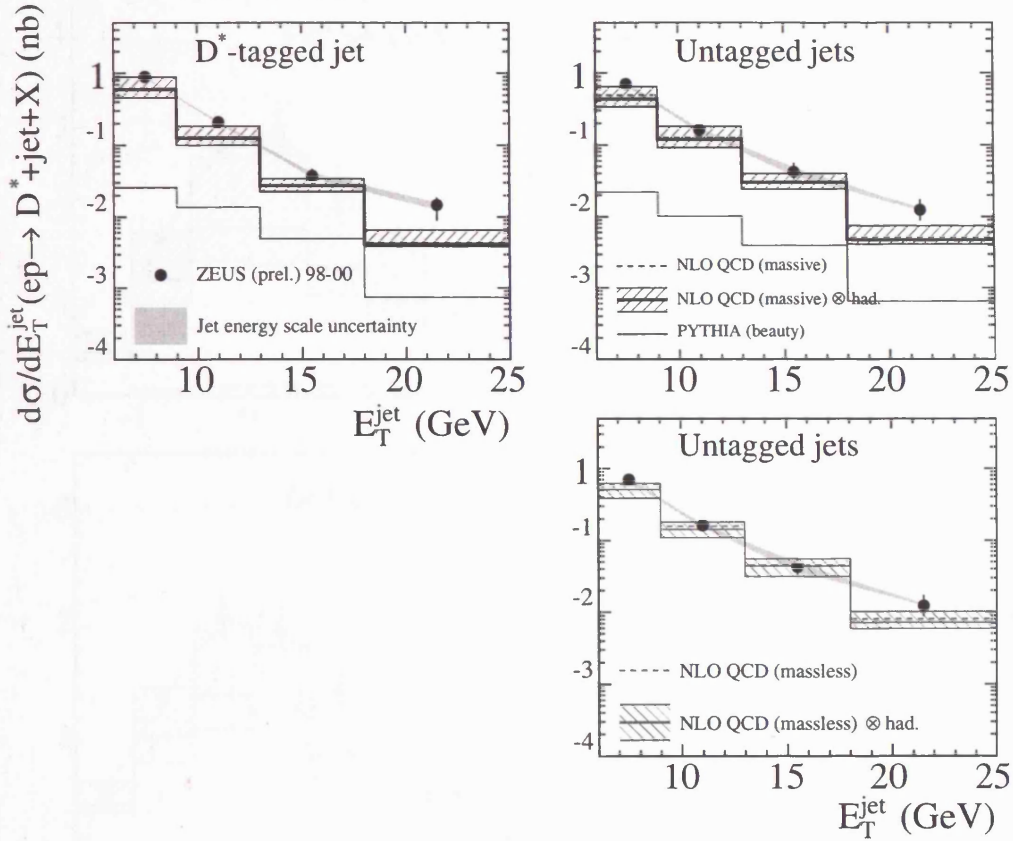 dσ/dE_T^jet (ep→ D*+jet+X) (nb)
D*-tagged jet
1
-1
-2
-3
-4
ZEUS (prel.) 98-00
Jet energy scale uncertainty
10 15 20 25
E_T^jet (GeV)
Untagged jets
1
-1
-2
-3
-4
NLO QCD (massive)
NLO QCD (massive) ⊗ had.
PYTHIA (beauty)
10 15 20 25
Untagged jets
1
-1
-2
-3
-4
NLO QCD (massless)
NLO QCD (massless) ⊗ had.
10 15 20 25
E_T^jet (GeV)